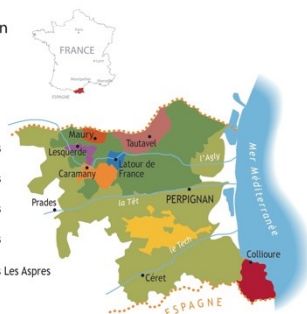 n
FRANCE
ESPAGNE
s
s
s
s
s
s Les Aspres
Maury
Lesquerde
Tautavel
Caramany
Latour de
France
l'Agly
Prades
la Têt
PERPIGNAN
le Tech
Céret
Collioure
Mer Méditerranée
ESPAGNE